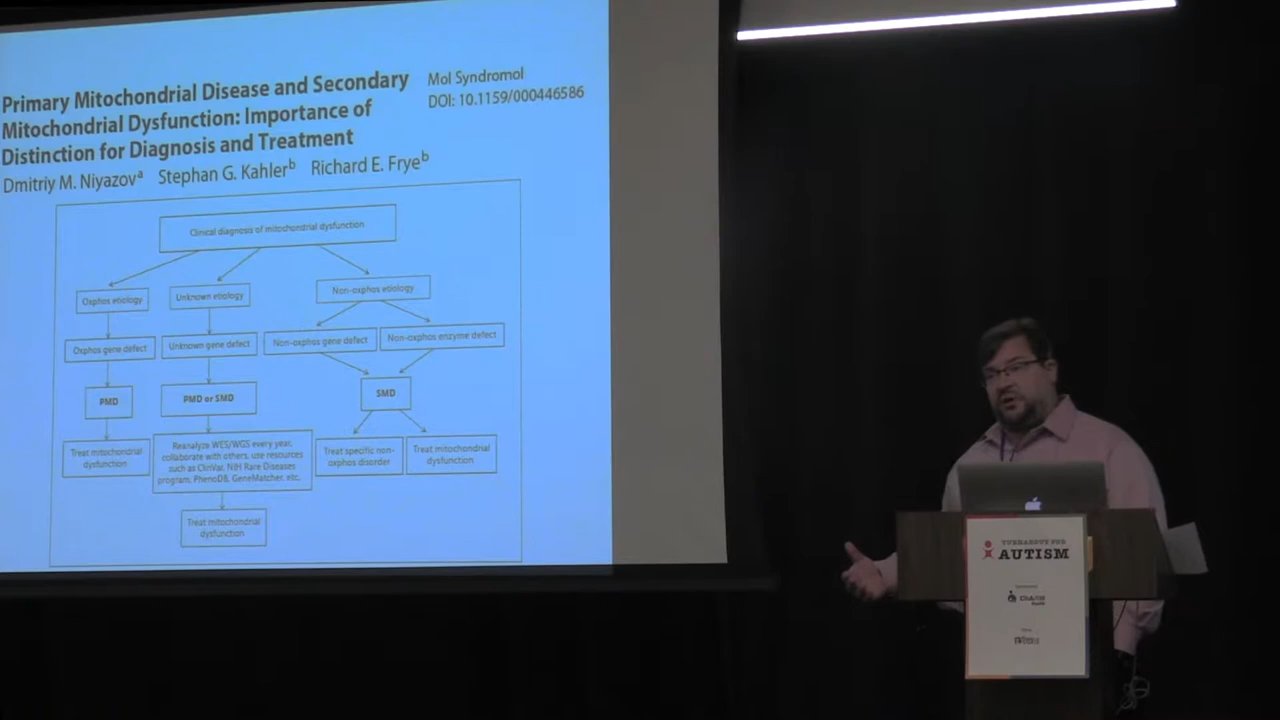 Primary Mitochondrial Disease and Secondary
Mitochondrial Dysfunction: Importance of
Distinction for Diagnosis and Treatment
Mol Syndromol
DOI: 10.1159/000446586
Dmitriy M. Niyazovᵃ Stephan G. Kahlerᵇ Richard E. Fryeᵇ
Clinical diagnosis of mitochondrial dysfunction
Oxphos etiology
Unknown etiology
Non-oxphos etiology
Oxphos gene defect
Unknown gene defect
Non-oxphos gene defect
Non-oxphos enzyme defect
PMD
PMD or SMD
SMD
Treat mitochondrial
dysfunction
Reanalyze WES/WGS every year,
collaborate with others, use resources
such as ClinVar, NIH Rare Diseases
program, PhenoDB, GeneMatcher, etc.
Treat specific non-
oxphos disorder
Treat mitochondrial
dysfunction
Treat mitochondrial
dysfunction
AUTISM